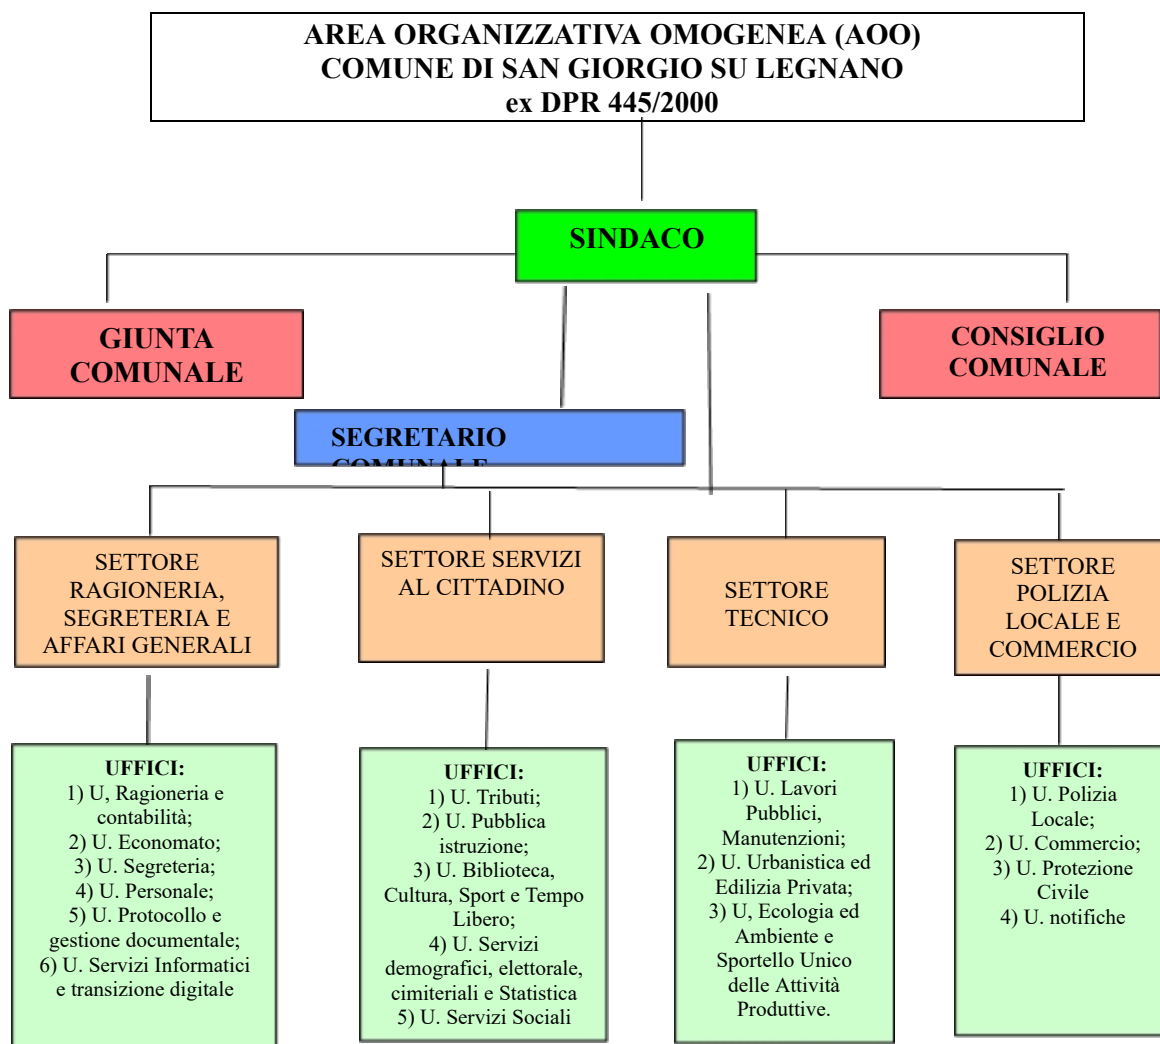 AREA ORGANIZZATIVA OMOGENEA (AOO)
COMUNE DI SAN GIORGIO SU LEGNANO
ex DPR 445/2000
SINDACO
GIUNTA
COMUNALE
CONSIGLIO
COMUNALE
SEGRETARIO
COMUNALE
SETTORE
RAGIONERIA,
SEGRETERIA E
AFFARI GENERALI
SETTORE SERVIZI
AL CITTADINO
SETTORE
TECNICO
SETTORE
POLIZIA
LOCALE E
COMMERCIO
UFFICI:
1) U, Ragioneria e
contabilità;
2) U. Economato;
3) U. Segreteria;
4) U. Personale;
5) U. Protocollo e
gestione documentale;
6) U. Servizi Informatici
e transizione digitale
UFFICI:
1) U. Tributi;
2) U. Pubblica
istruzione;
3) U. Biblioteca,
Cultura, Sport e Tempo
Libero;
4) U. Servizi
demografici, elettorale,
cimiteriali e Statistica
5) U. Servizi Sociali
UFFICI:
1) U. Lavori
Pubblici,
Manutenzioni;
2) U. Urbanistica ed
Edilizia Privata;
3) U, Ecologia ed
Ambiente e
Sportello Unico
delle Attività
Produttive.
UFFICI:
1) U. Polizia
Locale;
2) U. Commercio;
3) U. Protezione
Civile
4) U. notifiche